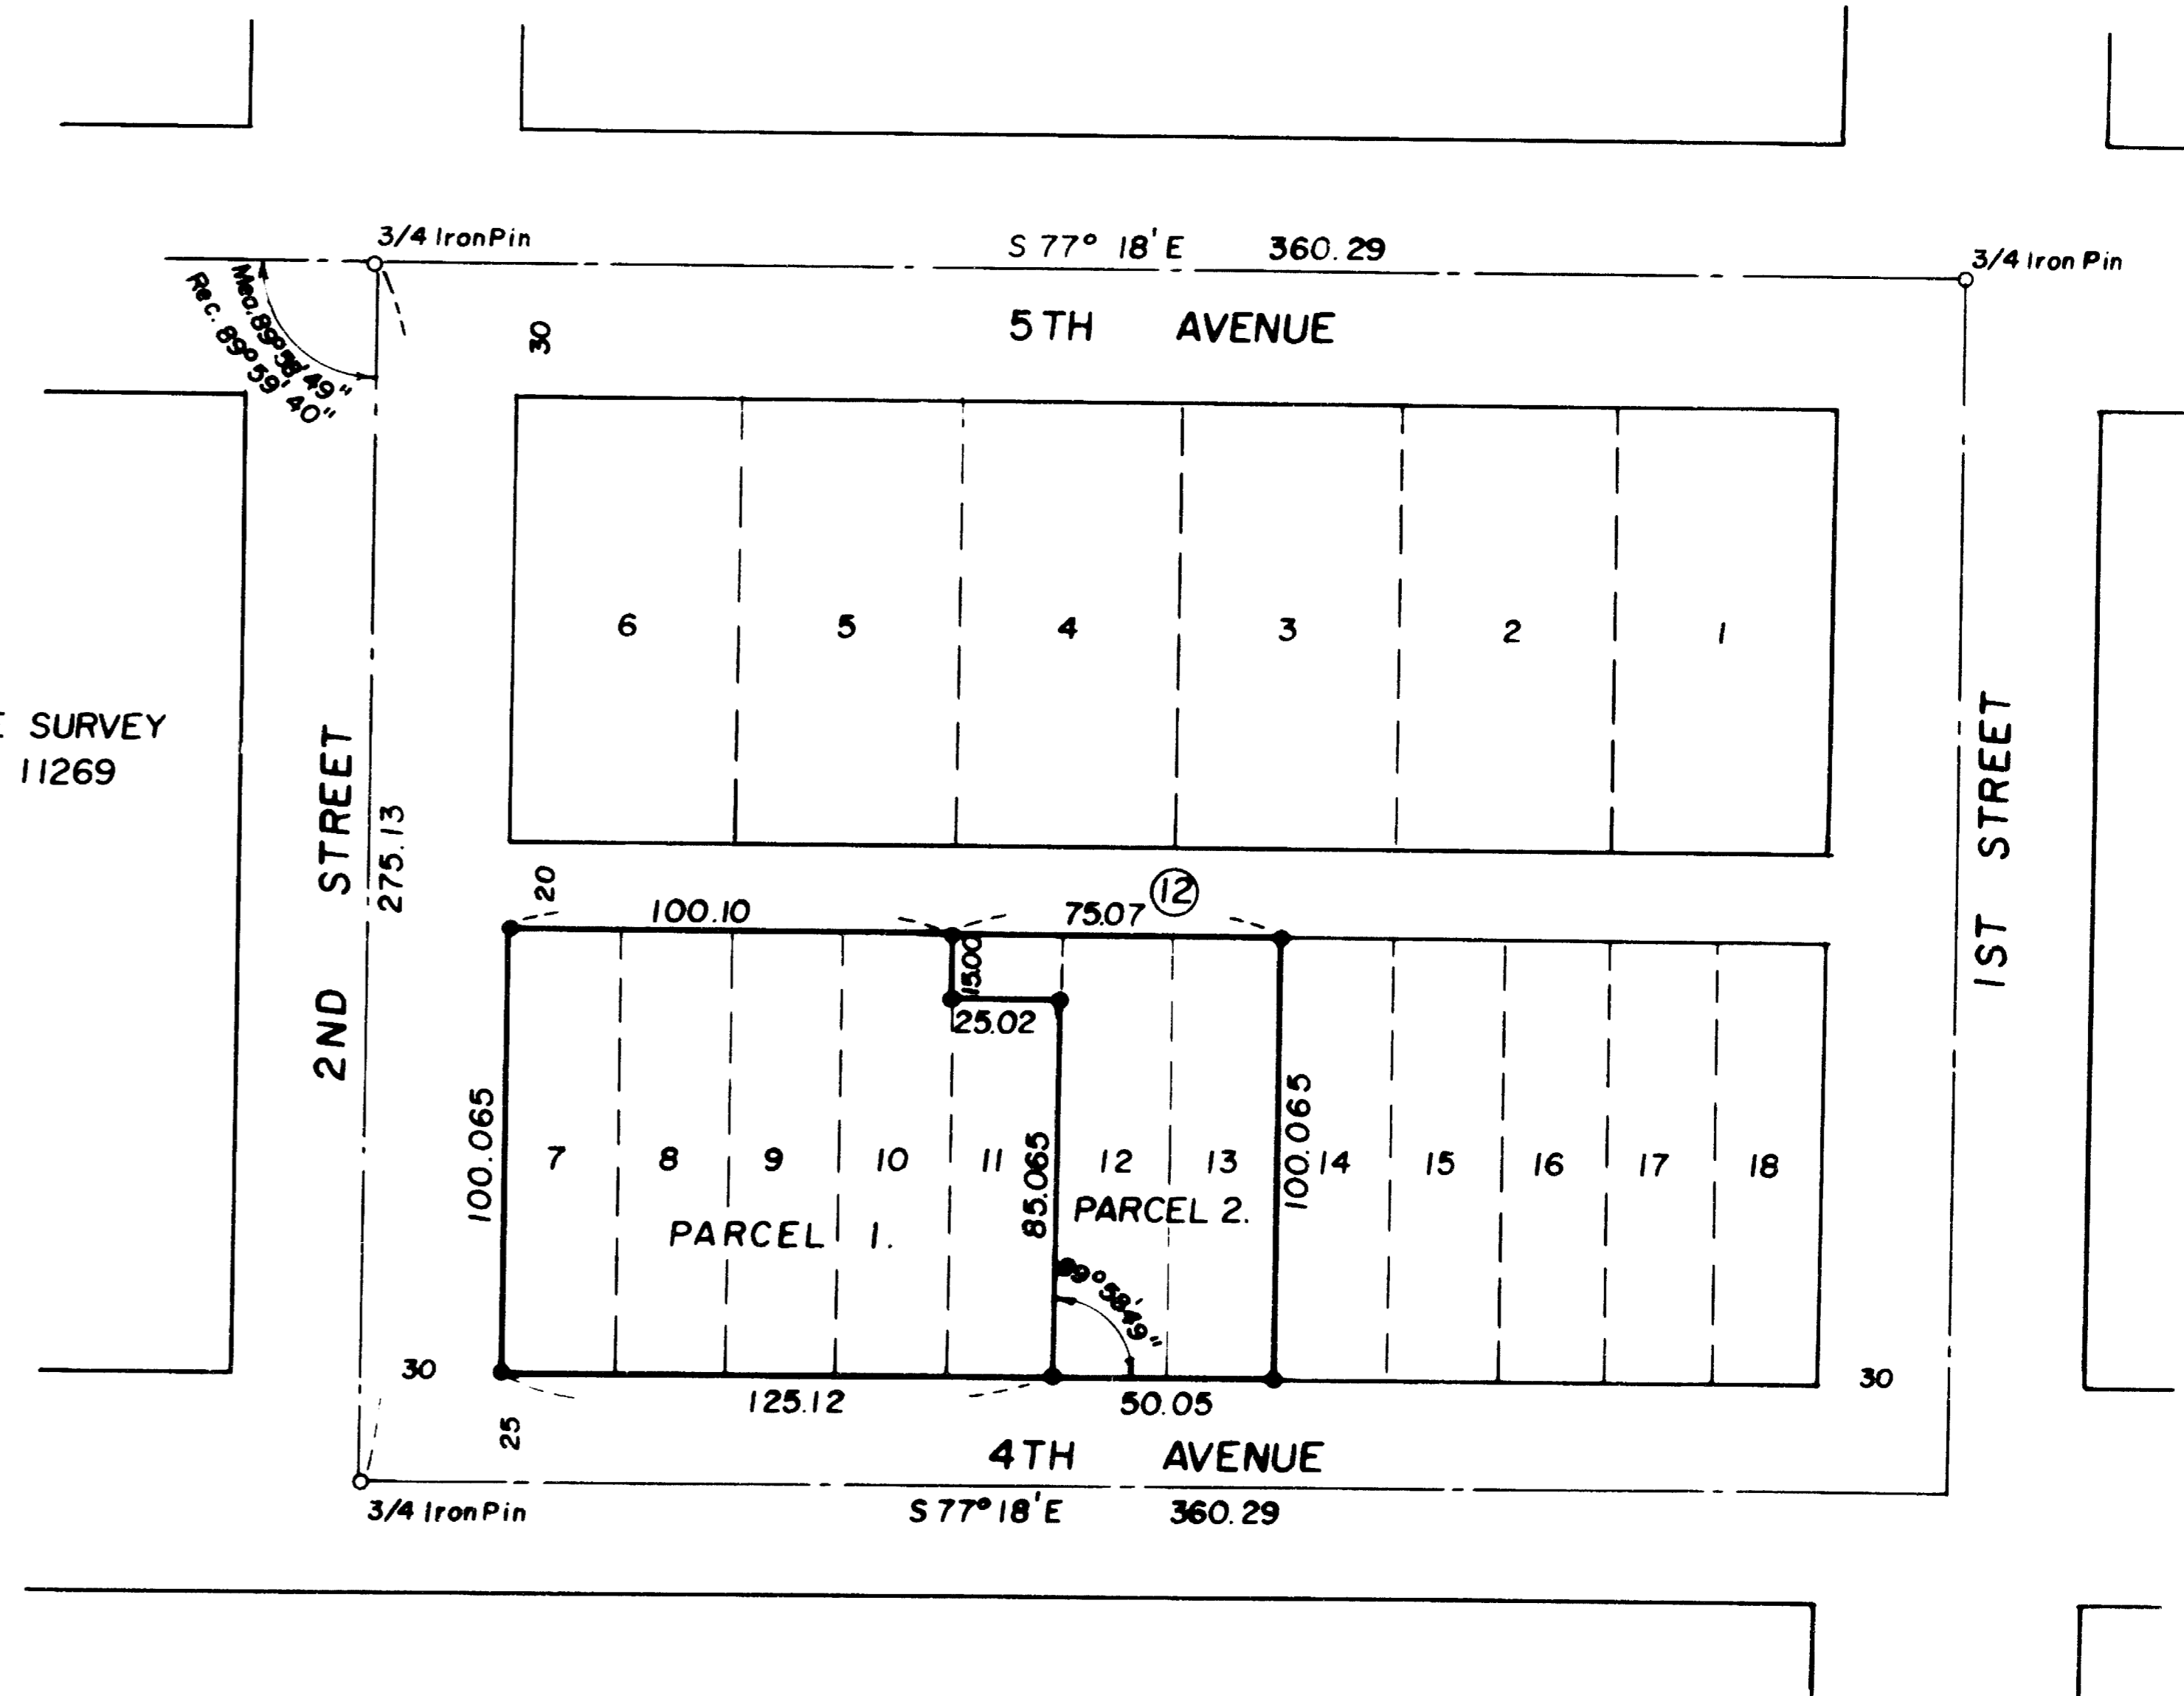 3/4 Iron Pin
S 77° 18' E 360.29
3/4 Iron Pin
Mea. 89° 58' 49"
Rec. 89° 59' 40"
30
5TH AVENUE
6 5 4 3 2 1
SURVEY
11269
2ND STREET
275.13
1ST STREET
20
12
100.10
75.07
15.00
25.02
100.065
85.065
100.065
7 8 9 10 11 12 13 14 15 16 17 18
PARCEL 1.
PARCEL 2.
89° 58' 49"
30
125.12
50.05
30
25
4TH AVENUE
3/4 Iron Pin
S 77° 18' E 360.29